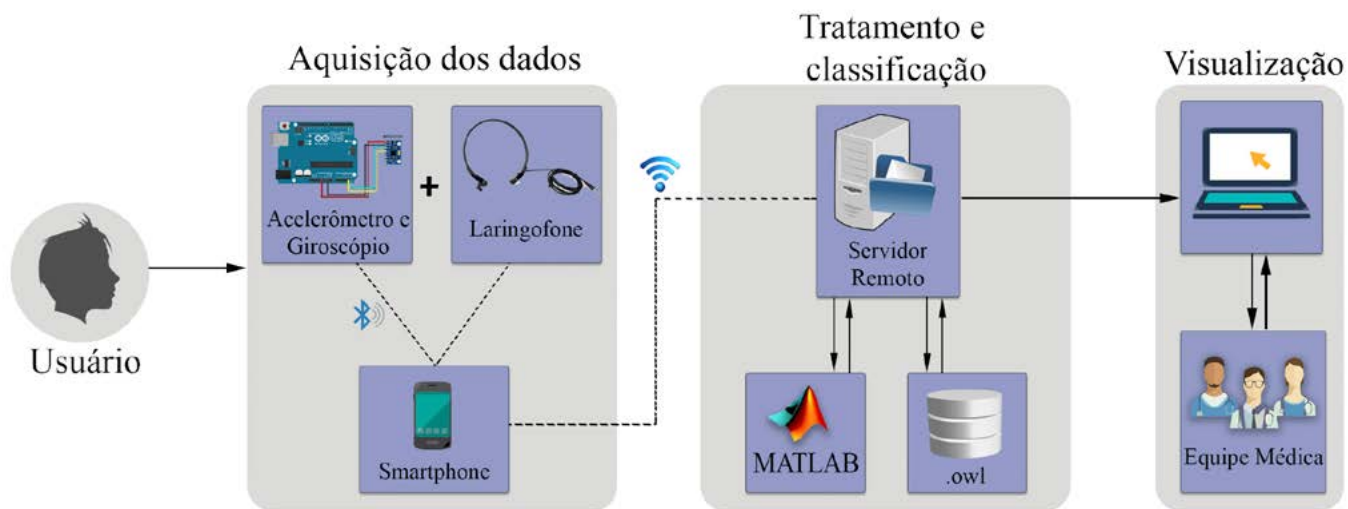 Aquisição dos dados
Tratamento e
classificação
Visualização
Acelerômetro e
Giroscópio
+
Laringofone
Servidor
Remoto
Usuário
Smartphone
MATLAB
.owl
Equipe Médica